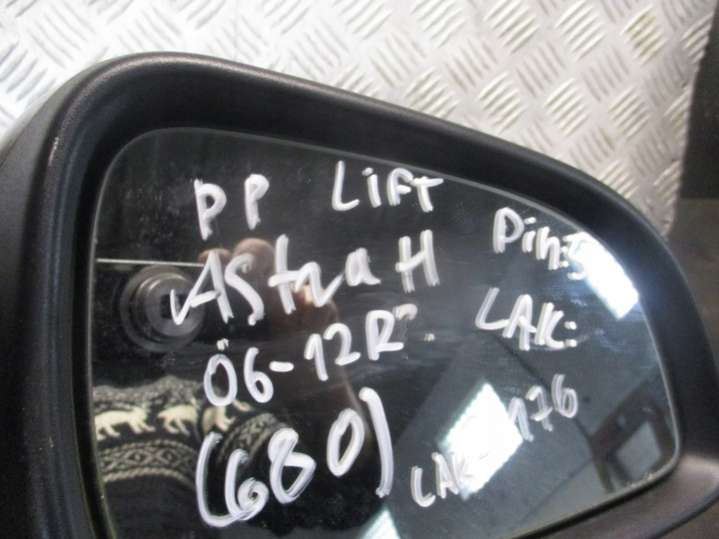 PP LIFT
Astra H Pin:5
06-12R LAK:
(680) LAK-176